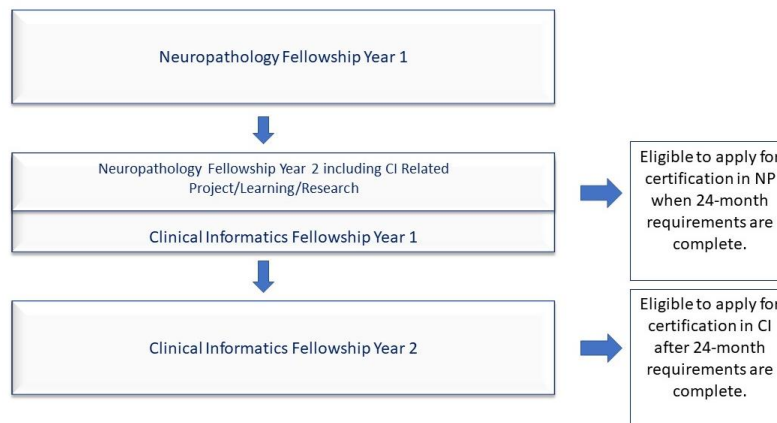 Neuropathology Fellowship Year 1
Neuropathology Fellowship Year 2 including CI Related
Project/Learning/Research
Clinical Informatics Fellowship Year 1
Eligible to apply for
certification in NP
when 24-month
requirements are
complete.
Clinical Informatics Fellowship Year 2
Eligible to apply for
certification in CI
after 24-month
requirements are
complete.